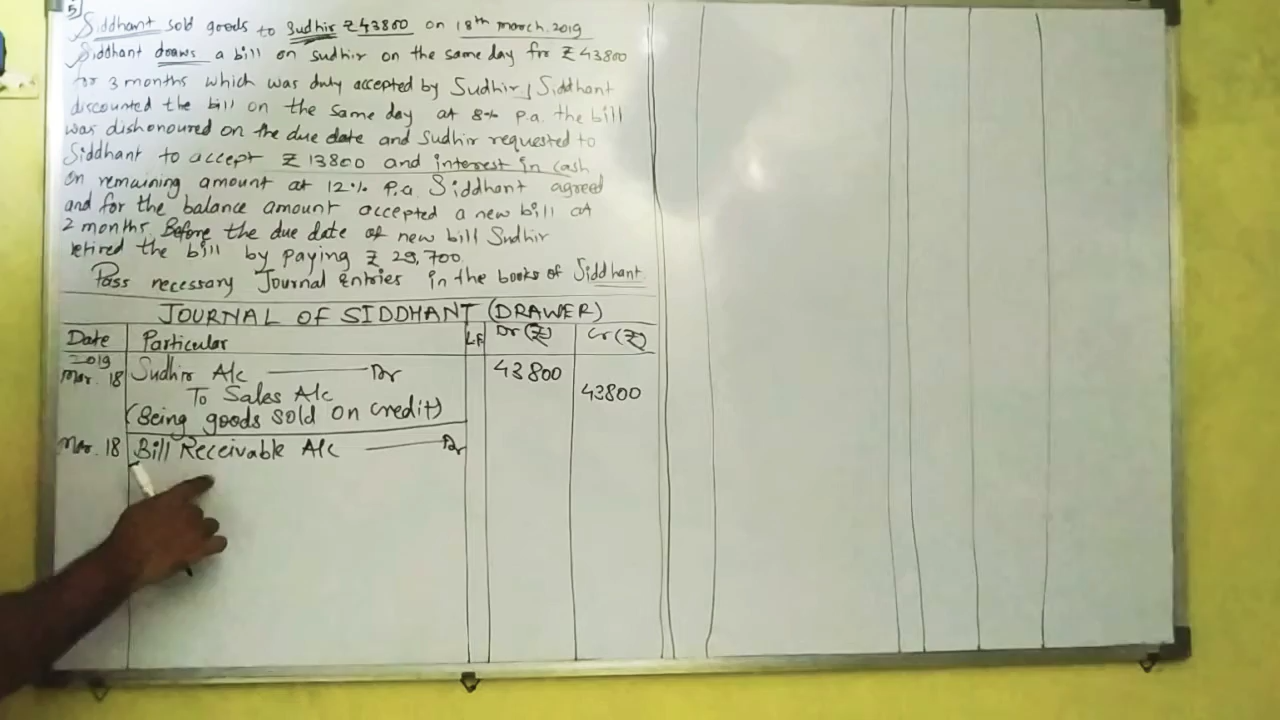 5]
Siddhant sold goods to Sudhir ₹43800 on 18th march, 2019
Siddhant draws a bill on sudhir on the same day for ₹43800
for 3 months which was duly accepted by Sudhir, Siddhant
discounted the bill on the same day at 8% p.a. the bill
was dishonoured on the due date and Sudhir requested to
Siddhant to accept ₹13800 and interest in cash
on remaining amount at 12% p.a. Siddhant agreed
and for the balance amount accepted a new bill at
2 months. Before the due date of new bill Sudhir
retired the bill by paying ₹ 29,700.
Pass necessary Journal Entries in the books of Siddhant.
JOURNAL OF SIDDHANT (DRAWER)
Date Particular LF Dr (₹) Cr (₹)
2019
Mar. 18 Sudhir A/c Dr 43800
To Sales A/c 43800
(Being goods sold on credit)
Mar. 18 Bill Receivable A/c Dr